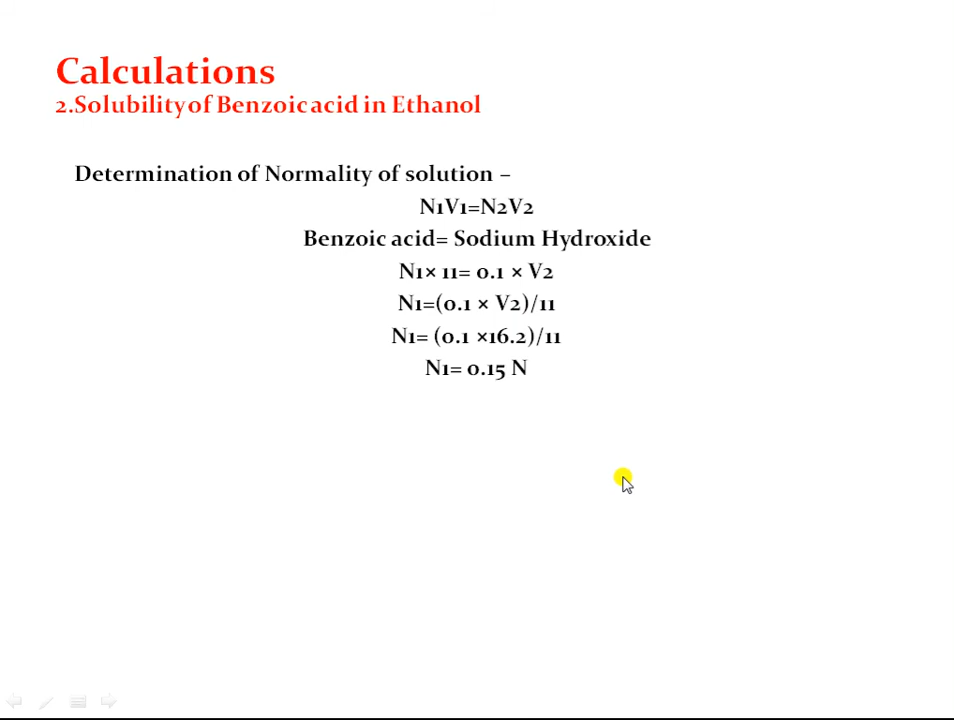 Calculations
2.Solubility of Benzoic acid in Ethanol
Determination of Normality of solution –
N1V1=N2V2
Benzoic acid= Sodium Hydroxide
N1× 11= 0.1 × V2
N1=(0.1 × V2)/11
N1= (0.1 ×16.2)/11
N1= 0.15 N